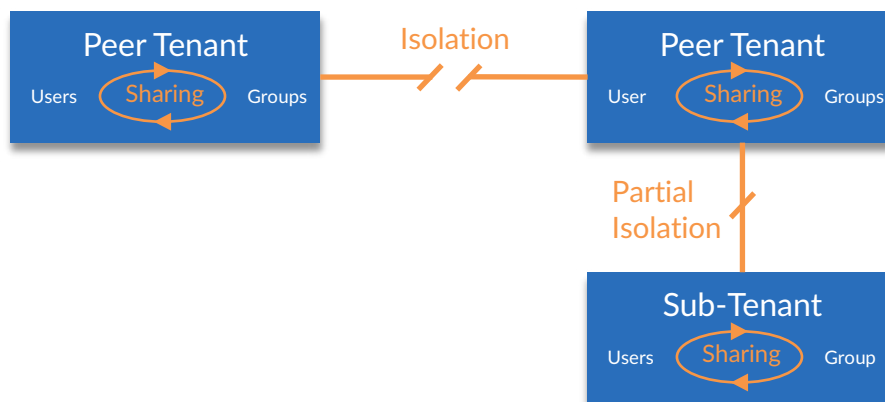 Peer Tenant
Users Sharing Groups
Isolation
Peer Tenant
User Sharing Groups
Partial
Isolation
Sub-Tenant
Users Sharing Group